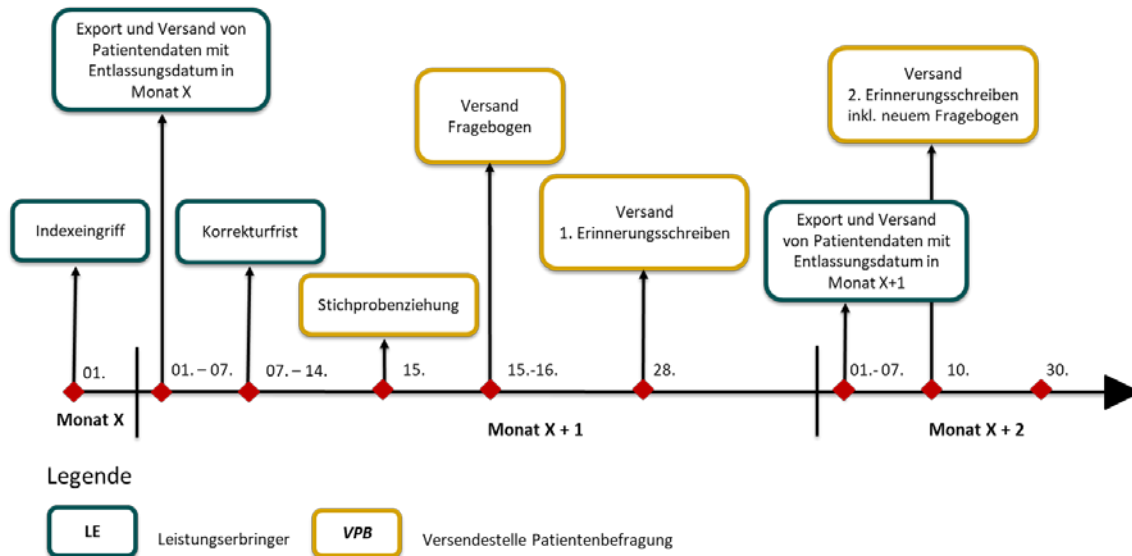 Export und Versand von
Patientendaten mit
Entlassungsdatum in
Monat X
Versand
Fragebogen
Versand
2. Erinnerungsschreiben
inkl. neuem Fragebogen
Indexeingriff
Korrekturfrist
Versand
1. Erinnerungsschreiben
Export und Versand
von Patientendaten mit
Entlassungsdatum in
Monat X+1
Stichprobenziehung
01.
01. – 07.
07. – 14.
15.
15.-16.
28.
01.- 07.
10.
30.
Monat X
Monat X + 1
Monat X + 2
Legende
LE
Leistungserbringer
VPB
Versendestelle Patientenbefragung